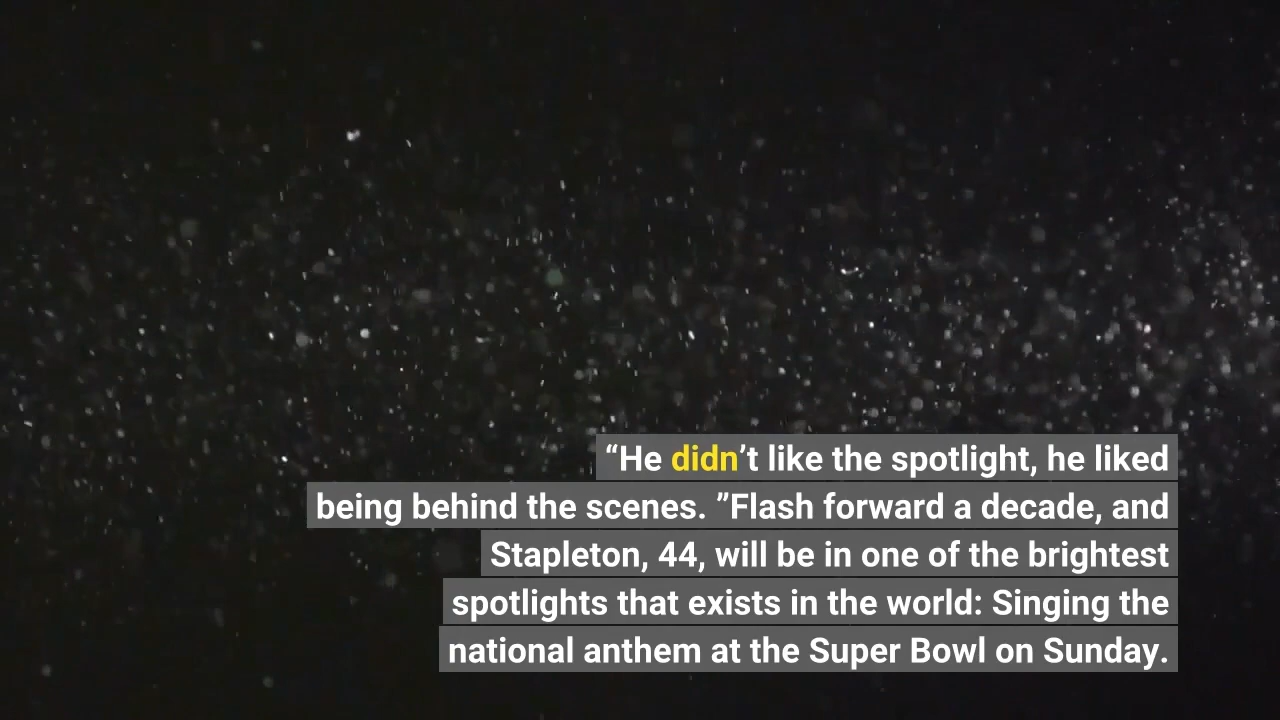 “He didn’t like the spotlight, he liked
being behind the scenes. ”Flash forward a decade, and
Stapleton, 44, will be in one of the brightest
spotlights that exists in the world: Singing the
national anthem at the Super Bowl on Sunday.